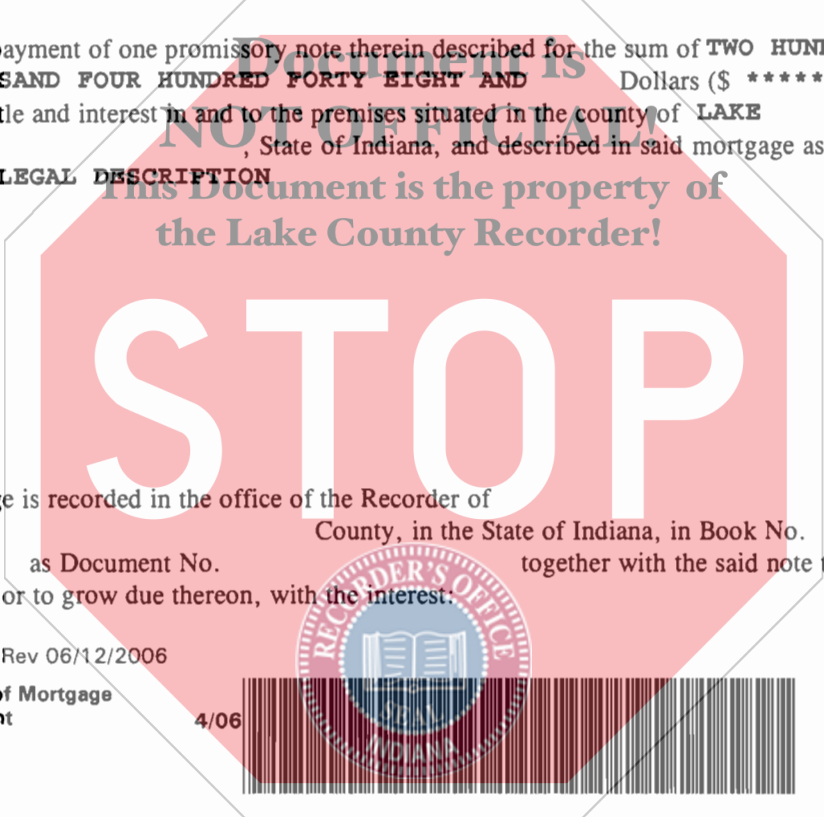 payment of one promissory note therein described for the sum of TWO HUN
SAND FOUR HUNDRED FORTY EIGHT AND Dollars ($ *****
tle and interest in and to the premises situated in the county of LAKE
, State of Indiana, and described in said mortgage as
LEGAL DESCRIPTION
Document is
NOT OFFICIAL!
This Document is the property of
the Lake County Recorder!
STOP
e is recorded in the office of the Recorder of
County, in the State of Indiana, in Book No.
as Document No. together with the said note
or to grow due thereon, with the interest:
RECORDER'S OFFICE
SEAL
INDIANA
Rev 06/12/2006
of Mortgage
nt 4/06